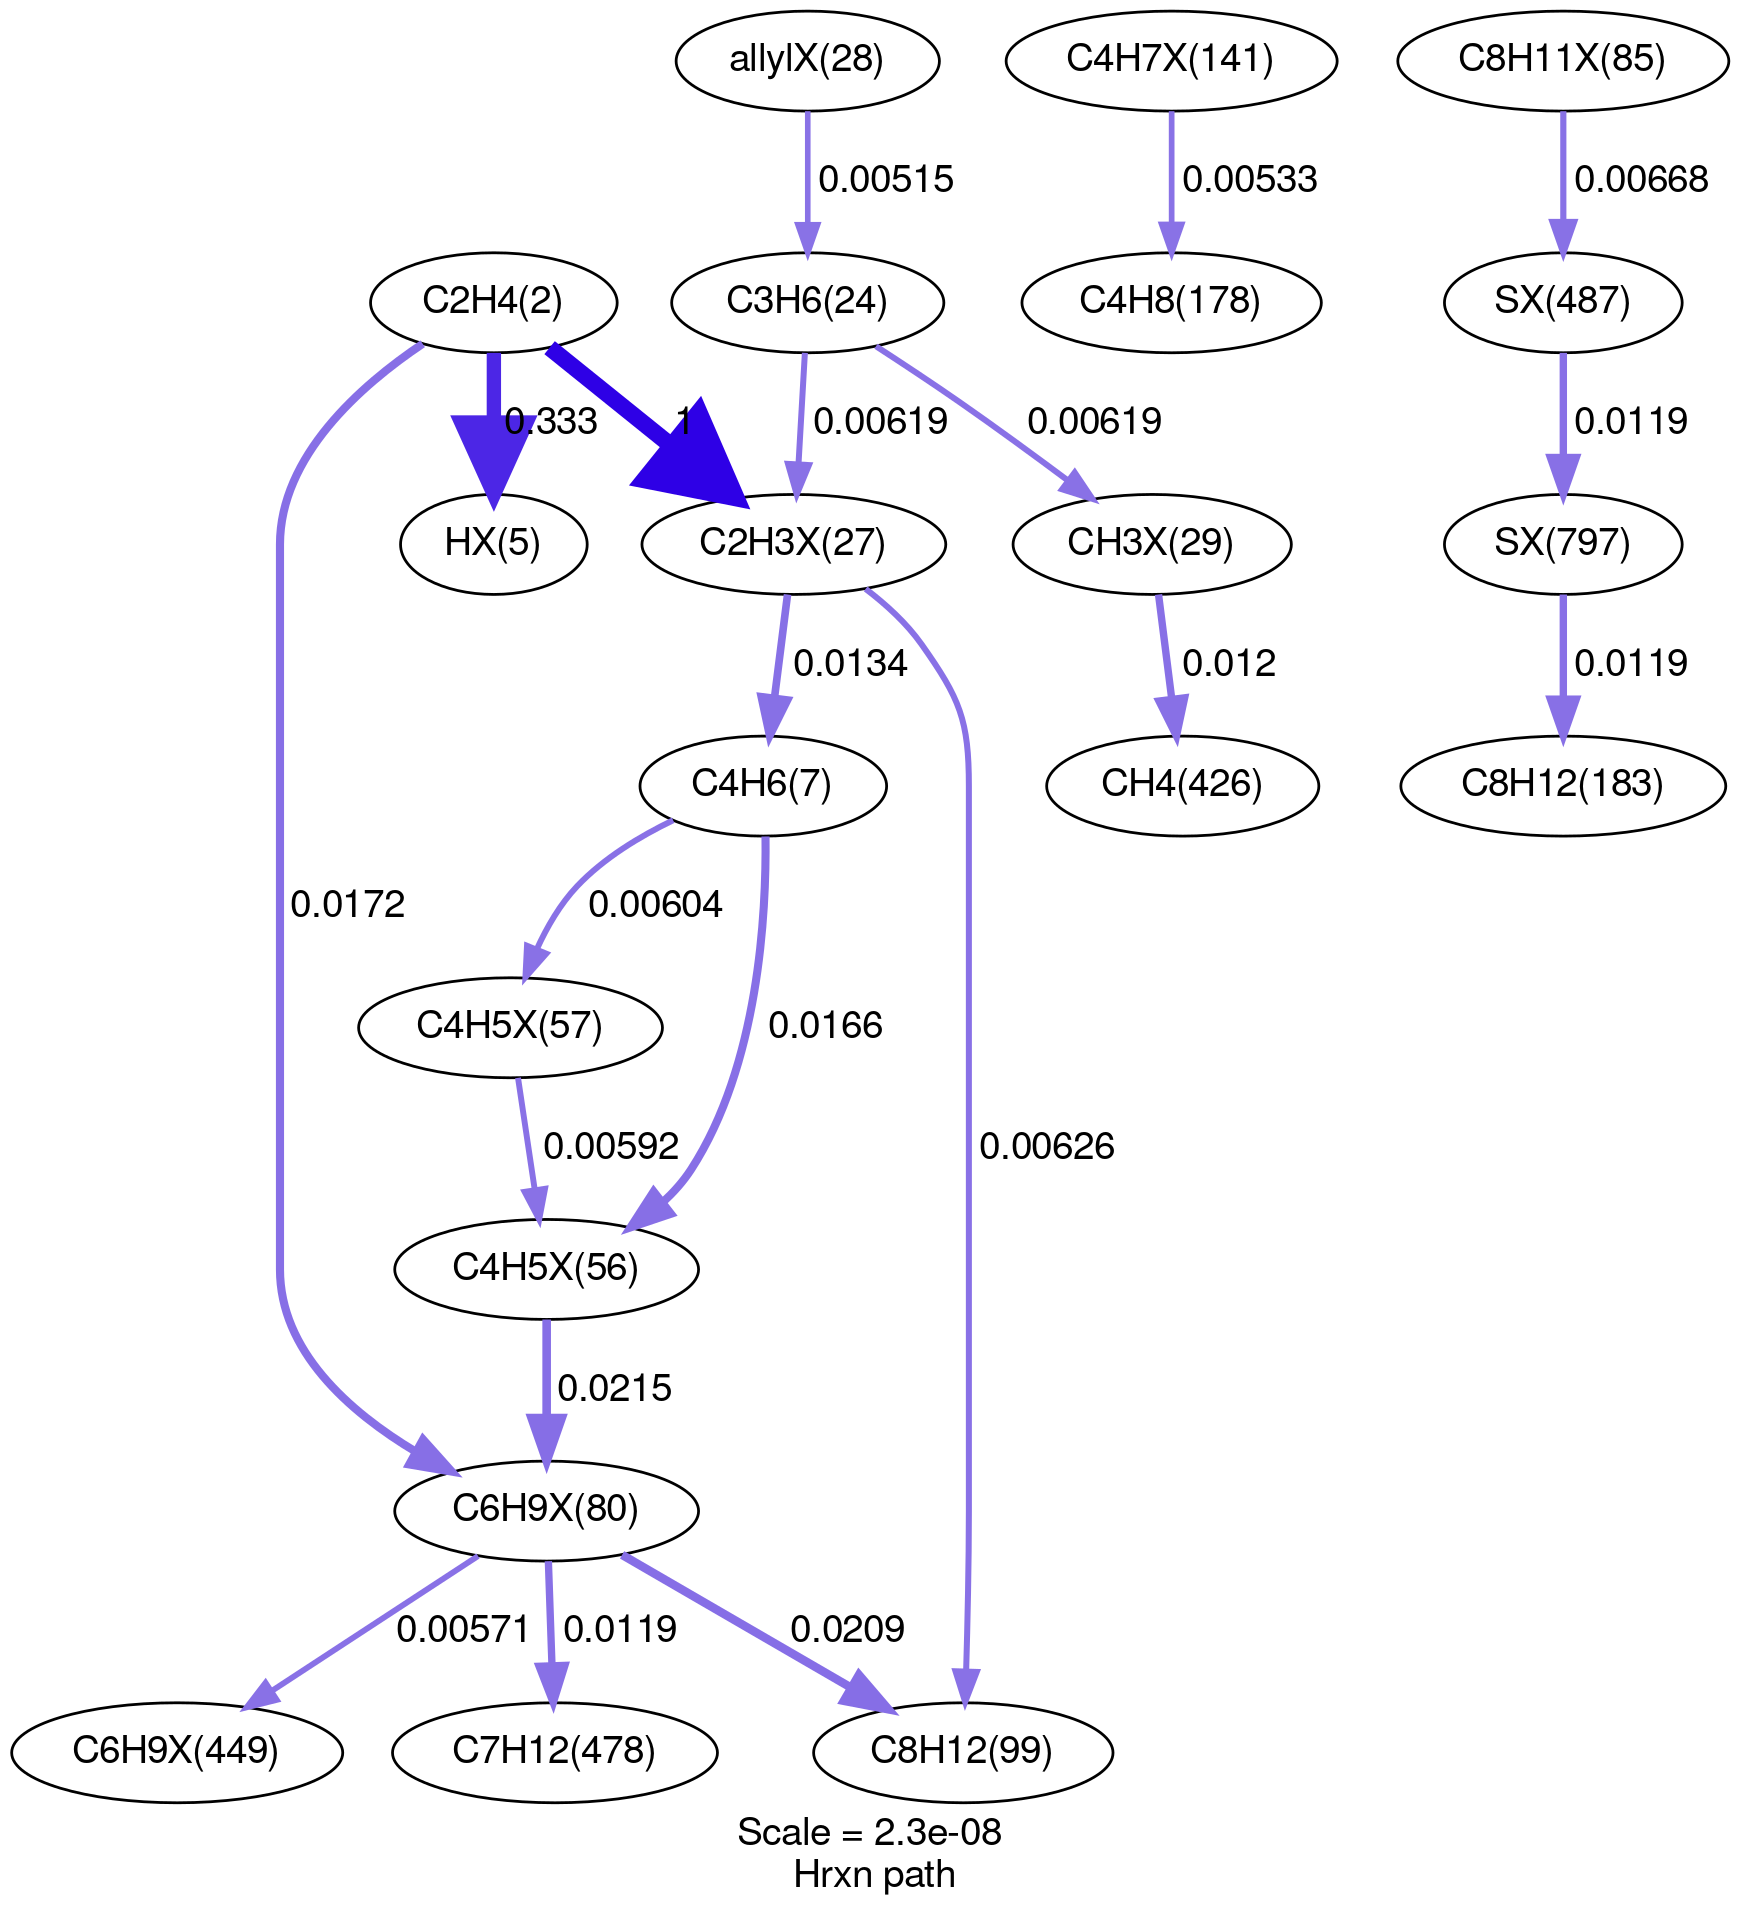 allylX(28)
C4H7X(141)
C8H11X(85)
0.00515
0.00533
0.00668
C2H4(2)
C3H6(24)
C4H8(178)
SX(487)
0.333
1
0.00619
0.00619
0.0119
HX(5)
C2H3X(27)
CH3X(29)
SX(797)
0.0134
0.012
0.0119
C4H6(7)
CH4(426)
C8H12(183)
0.0172
0.00604
C4H5X(57)
0.0166
0.00592
0.00626
C4H5X(56)
0.0215
C6H9X(80)
0.00571
0.0119
0.0209
C6H9X(449)
C7H12(478)
C8H12(99)
Scale = 2.3e-08
Hrxn path